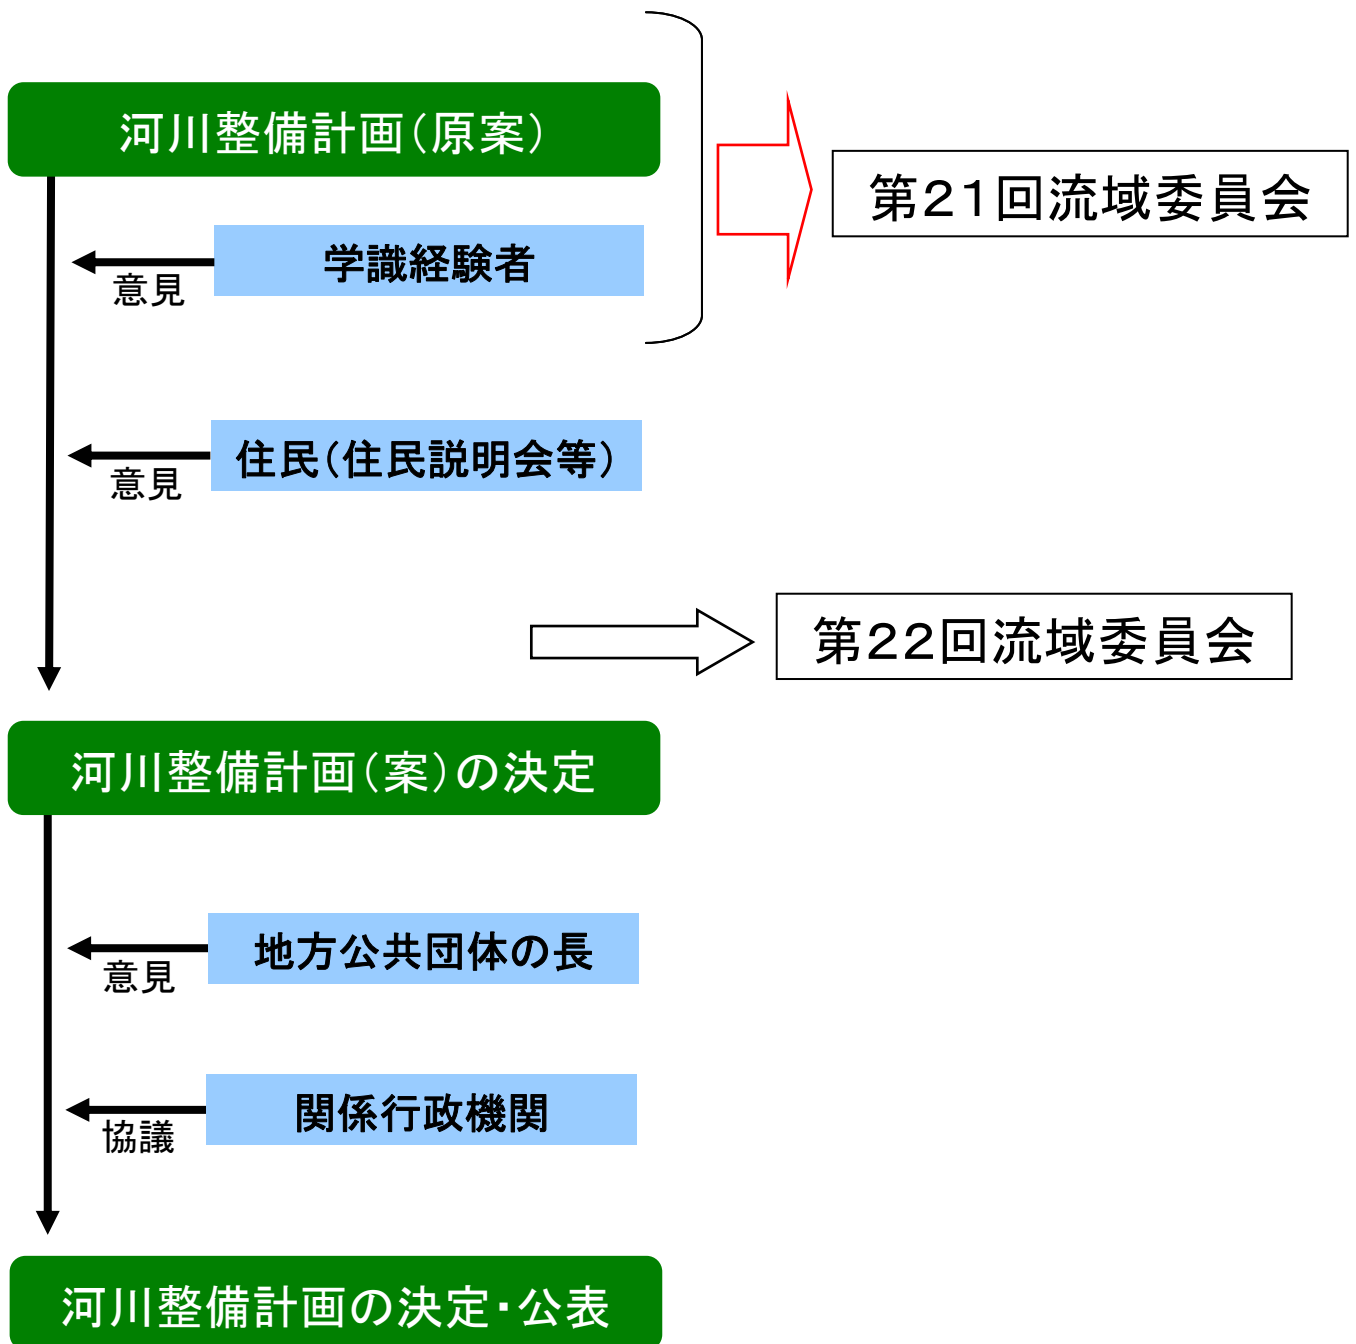 河川整備計画（原案）
第２１回流域委員会
学識経験者
意見
住民（住民説明会等）
意見
第２２回流域委員会
河川整備計画（案）の決定
地方公共団体の長
意見
関係行政機関
協議
河川整備計画の決定・公表